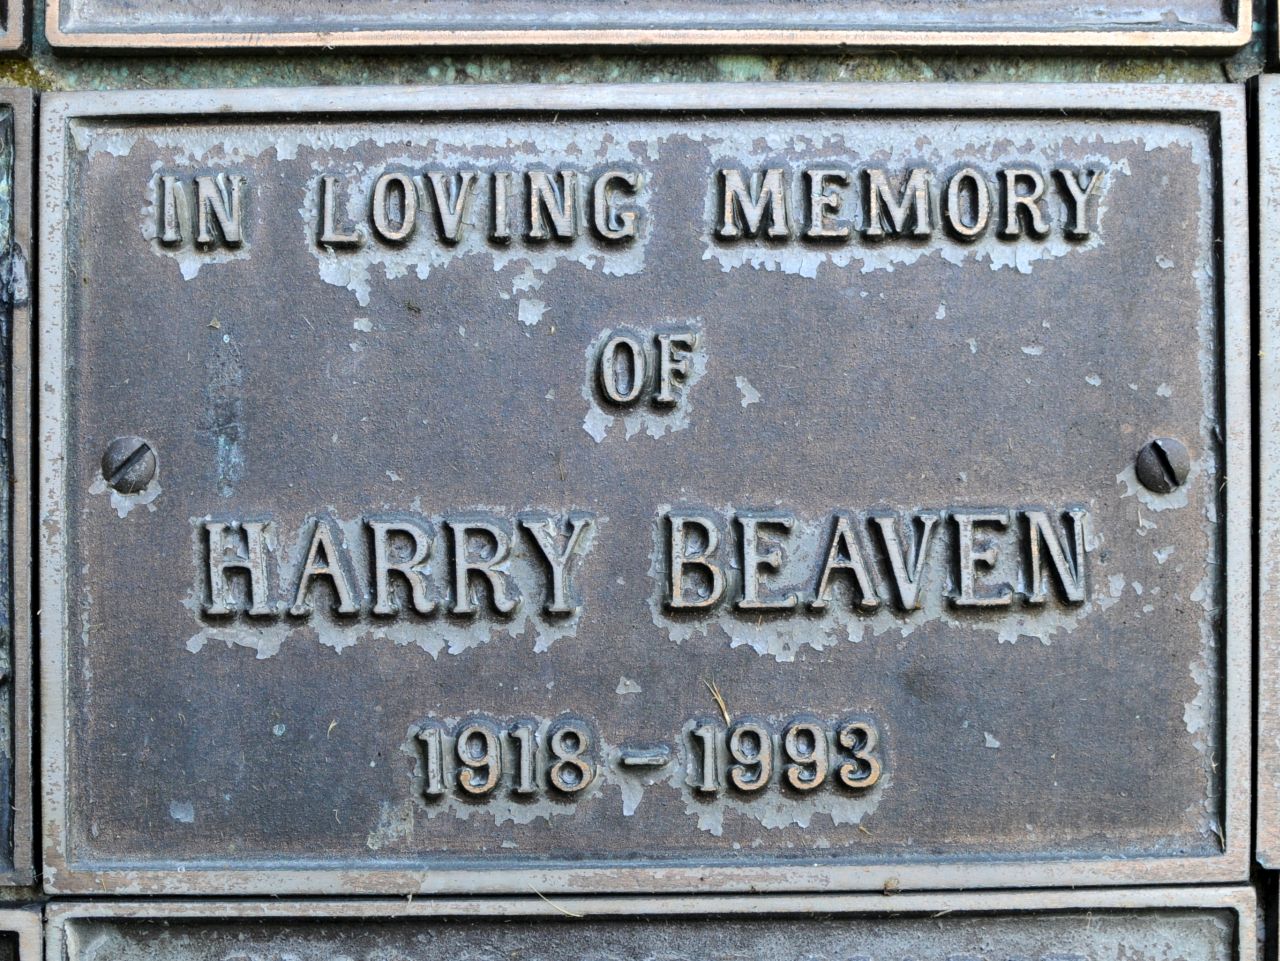 IN LOVING MEMORY
OF
HARRY BEAVEN
1918 - 1993